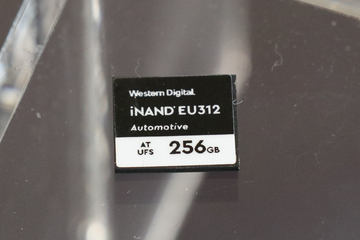 Western Digital.
iNAND® EU312
Automotive
AT
UFS
256GB